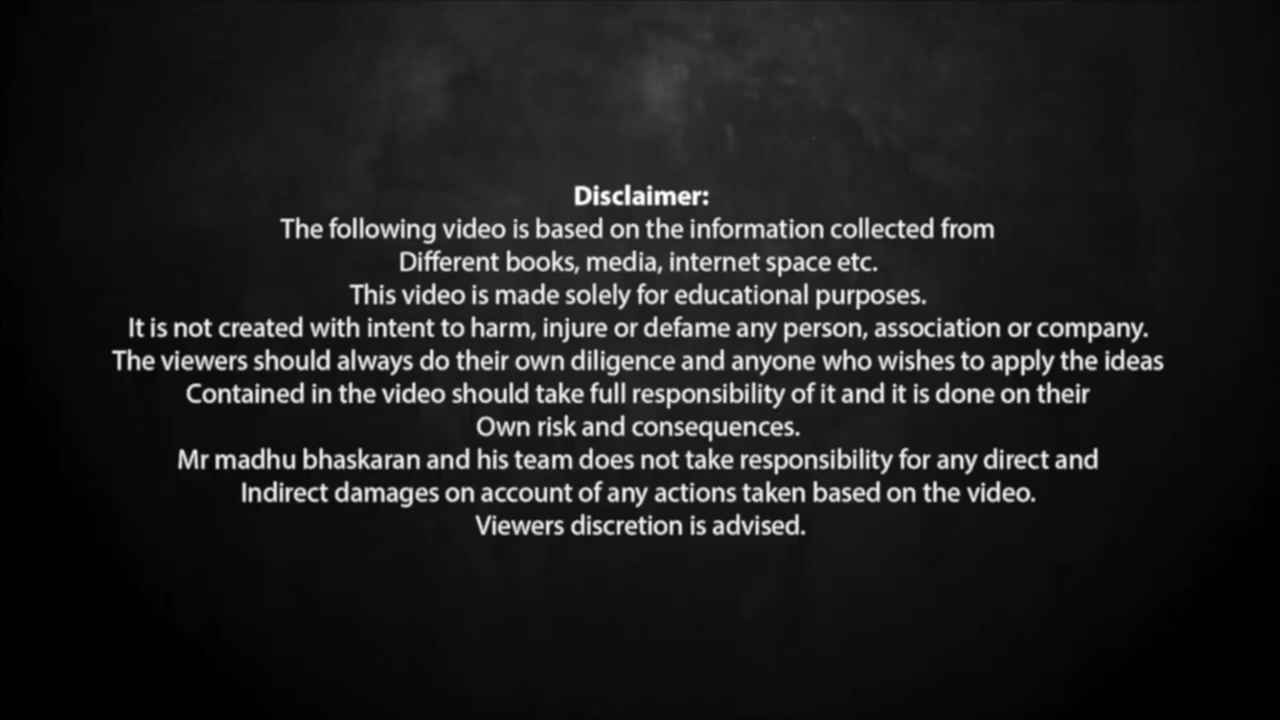 Disclaimer:
The following video is based on the information collected from
Different books, media, internet space etc.
This video is made solely for educational purposes.
It is not created with intent to harm, injure or defame any person, association or company.
The viewers should always do their own diligence and anyone who wishes to apply the ideas
Contained in the video should take full responsibility of it and it is done on their
Own risk and consequences.
Mr madhu bhaskaran and his team does not take responsibility for any direct and
Indirect damages on account of any actions taken based on the video.
Viewers discretion is advised.